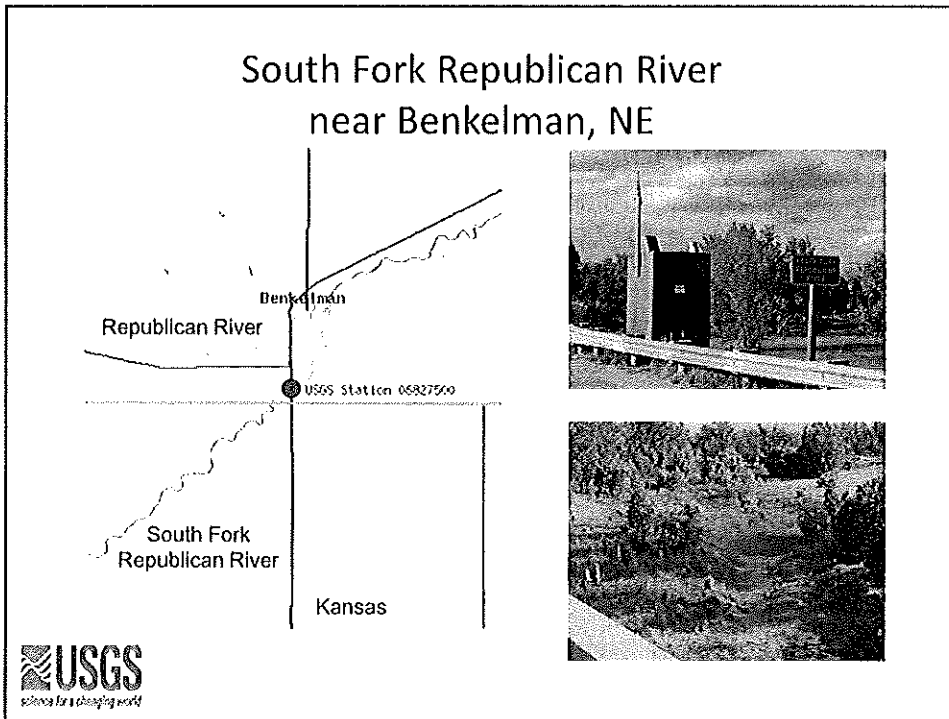 South Fork Republican River
near Benkelman, NE
Benkelman
Republican River
USGS Station 06827500
South Fork
Republican River
Kansas
USGS
science for a changing world